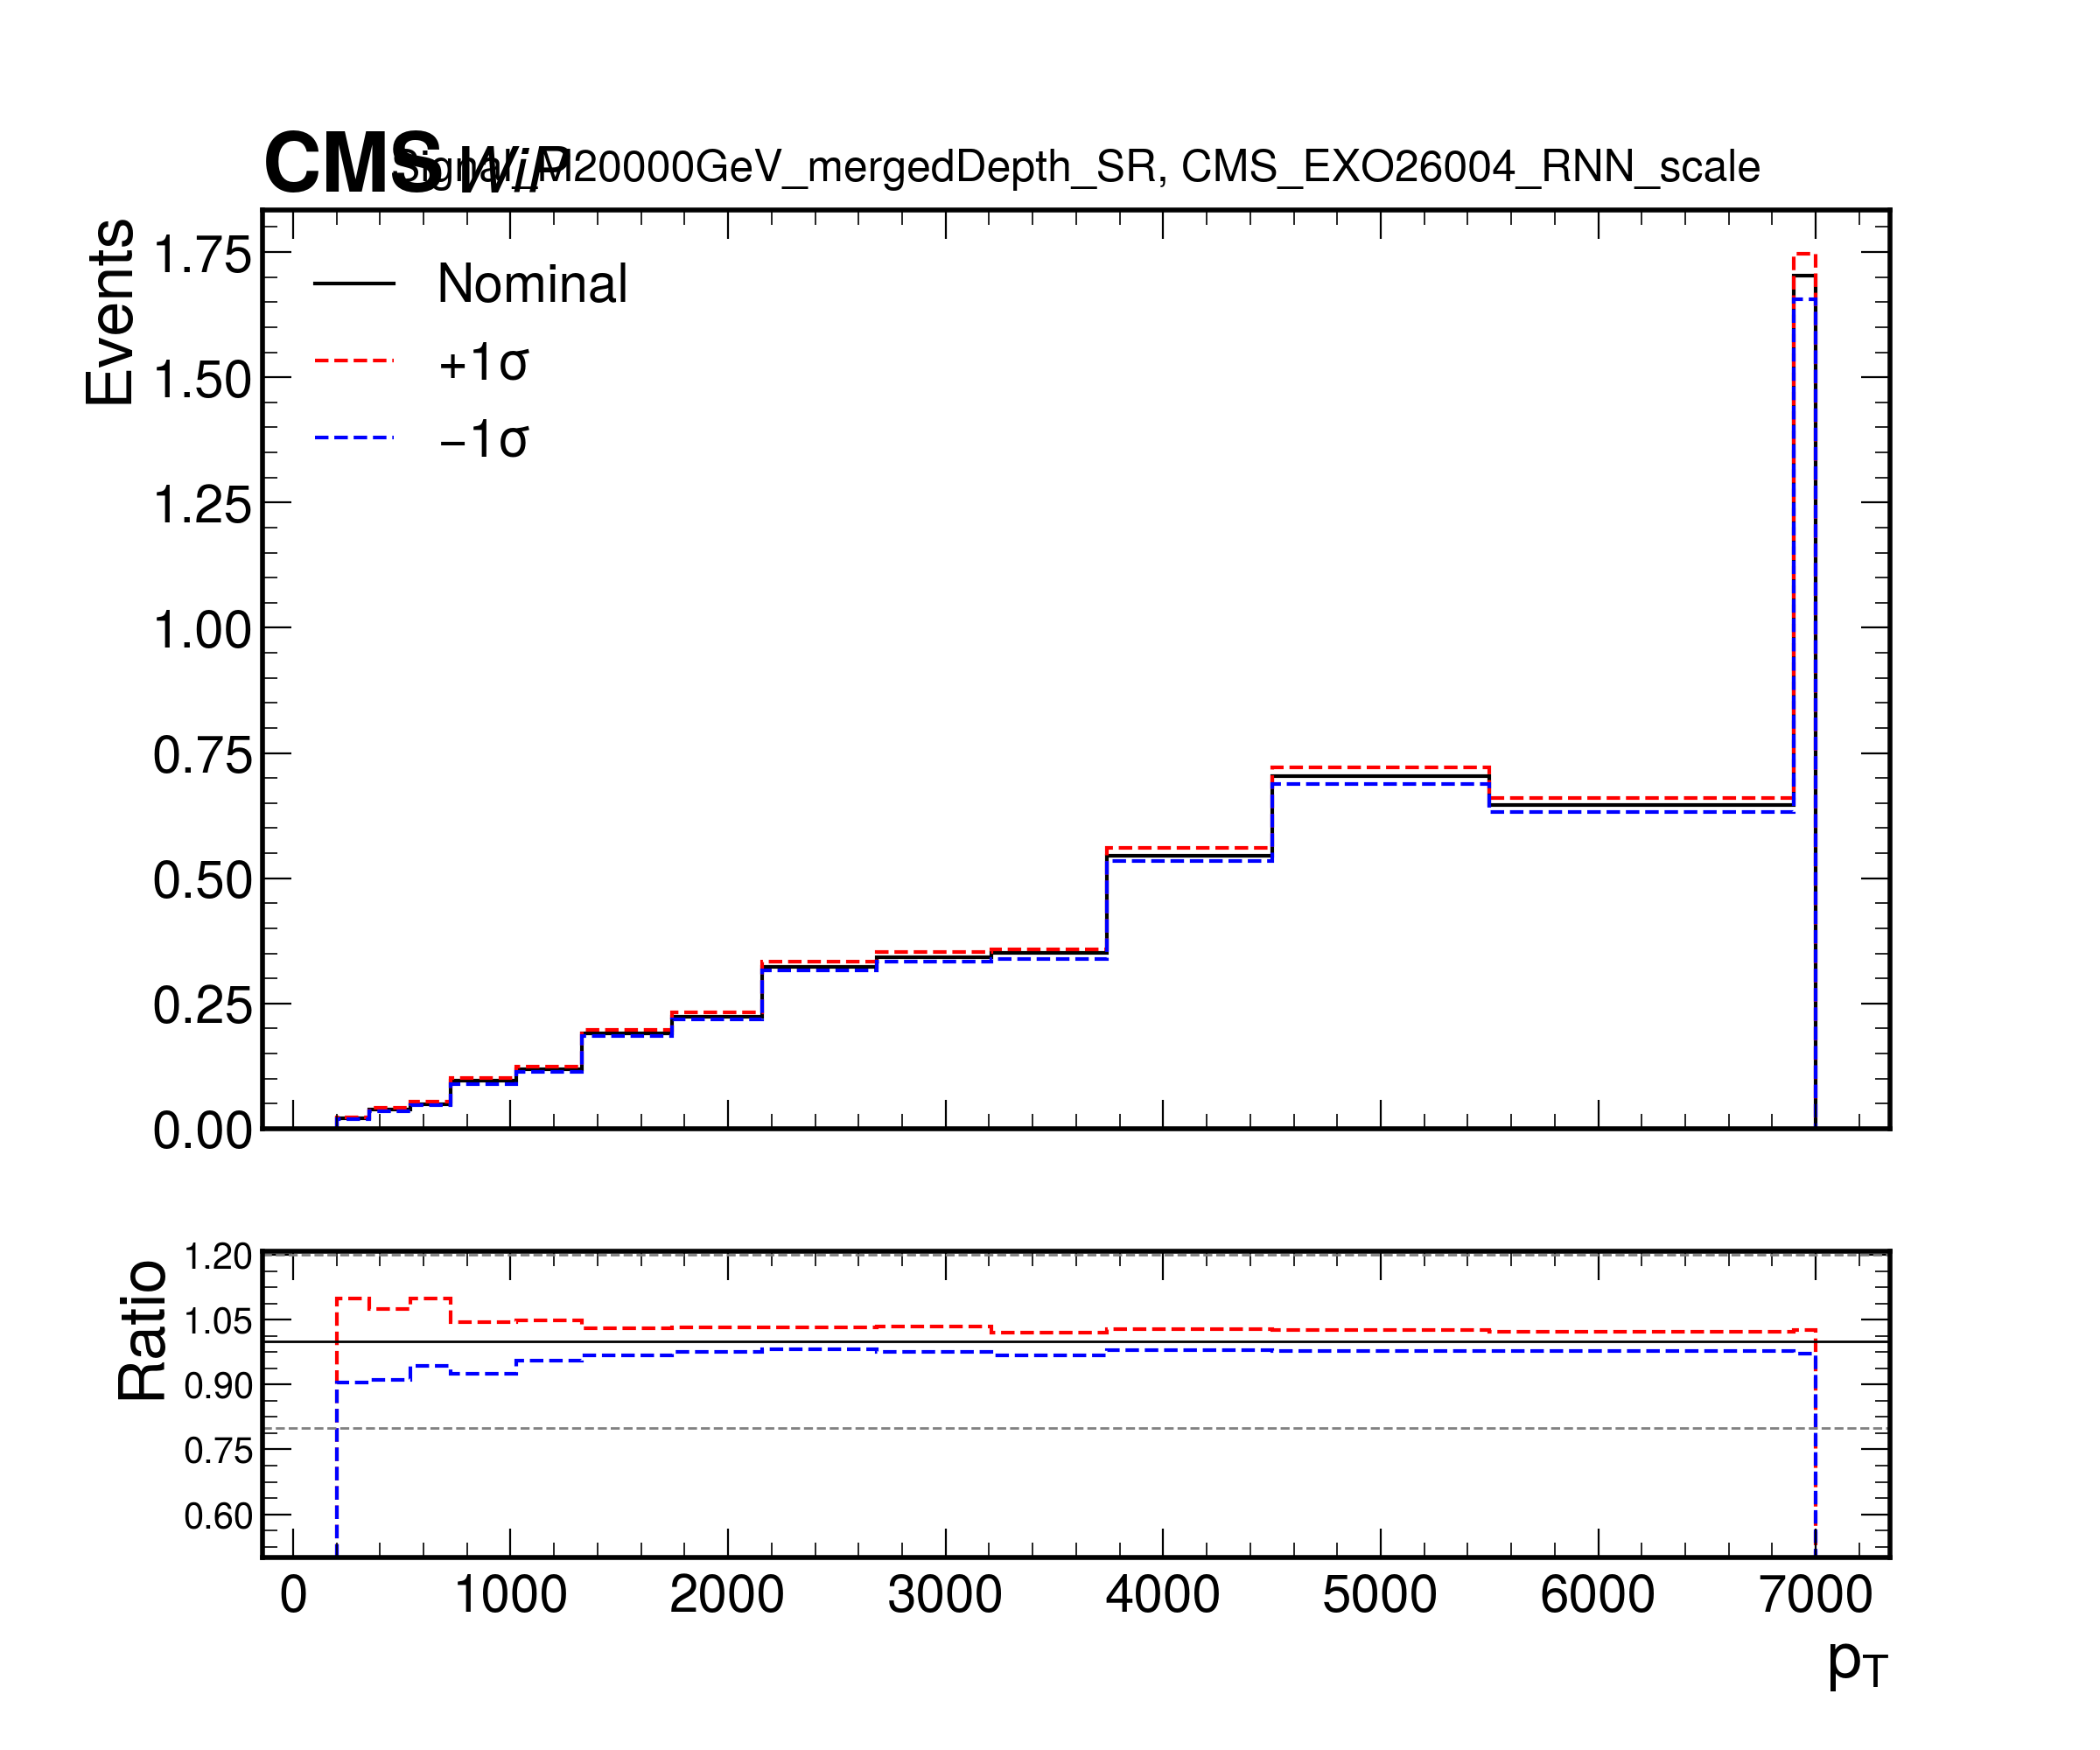 CMS WiP Signal_M20000GeV_mergedDepth_SR, CMS_EXO26004_RNN_scale
Events
1.75
1.50
1.25
1.00
0.75
0.50
0.25
0.00
Nominal
+1σ
−1σ
Ratio
1.20
1.05
0.90
0.75
0.60
0 1000 2000 3000 4000 5000 6000 7000
pT